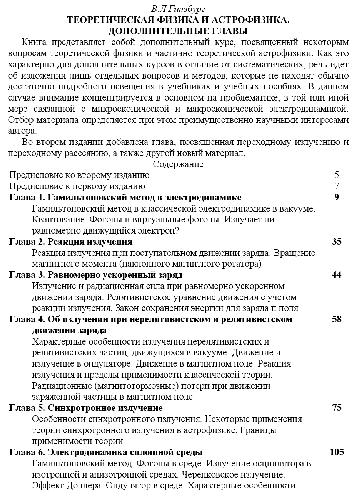 В.Л Гинзбург
ТЕОРЕТИЧЕСКАЯ ФИЗИКА И АСТРОФИЗИКА.
ДОПОЛНИТЕЛЬНЫЕ ГЛАВЫ
Книга представляет собой дополнительный курс, посвященный некоторым
вопросам теоретической физики и частично теоретической астрофизики. Как это
характерно для дополнительных курсов в отличие от систематических, речь идет
об изложении лишь отдельных вопросов и методов, которые не находят обычно
достаточно подробного освещения в учебниках и учебных пособиях. В данном
случае внимание концентрируется в основном на проблематике, в той или иной
мере связанной с микроскопической и макроскопической электродинамикой.
Отбор материала определяется при этом преимущественно научными интересами
автора.
Во втором издании добавлена глава, посвященная переходному излучению и
переходному рассеянию, а также другой новый материал.
Содержание
Предисловие ко второму изданию 5
Предисловие к первому изданию 7
Глава 1. Гамильтоновский метод в электродинамике 9
Гамильтоновский метод в классической электродинамике в вакууме.
Квантование. Фотоны и виртуальные фотоны. Излучает ли
равномерно движущийся электрон?
Глава 2. Реакция излучения 35
Реакция излучения при поступательном движении заряда. Вращение
магнитного момента (наклонного магнитного ротатора).
Глава 3. Равномерно ускоренный заряд 44
Излучение и радиационная сила при равномерно ускоренном
движении заряда. Релятивистское уравнение движения с учетом
реакции излучения. Закон сохранения энергии для заряда и поля
Глава 4. Об излучении при нерелятивистском и релятивистском 58
движении заряда
Характерные особенности излучения нерелятивистских и
релятивистских частиц, движущихся в вакууме. Движение и
излучение в ондуляторе. Движение в магнитном поле. Реакция
излучения и пределы применимости классической теории.
Радиационные (магнитотормозные) потери при движении
заряженной частицы в магнитном поле
Глава 5. Синхротронное излучение 75
Особенности синхротронного излучения. Некоторые применения
теории синхротронного излучения в астрофизике. Границы
применимости теории
Глава 6. Электродинамика сплошной среды 105
Гамильтоновский метод. Фотоны в среде. Излучение осциллятора в
изотропной и анизотропной средах. Черенковское излучение.
Эффект Доплера. Ондулятор в среде. Характерные особенности